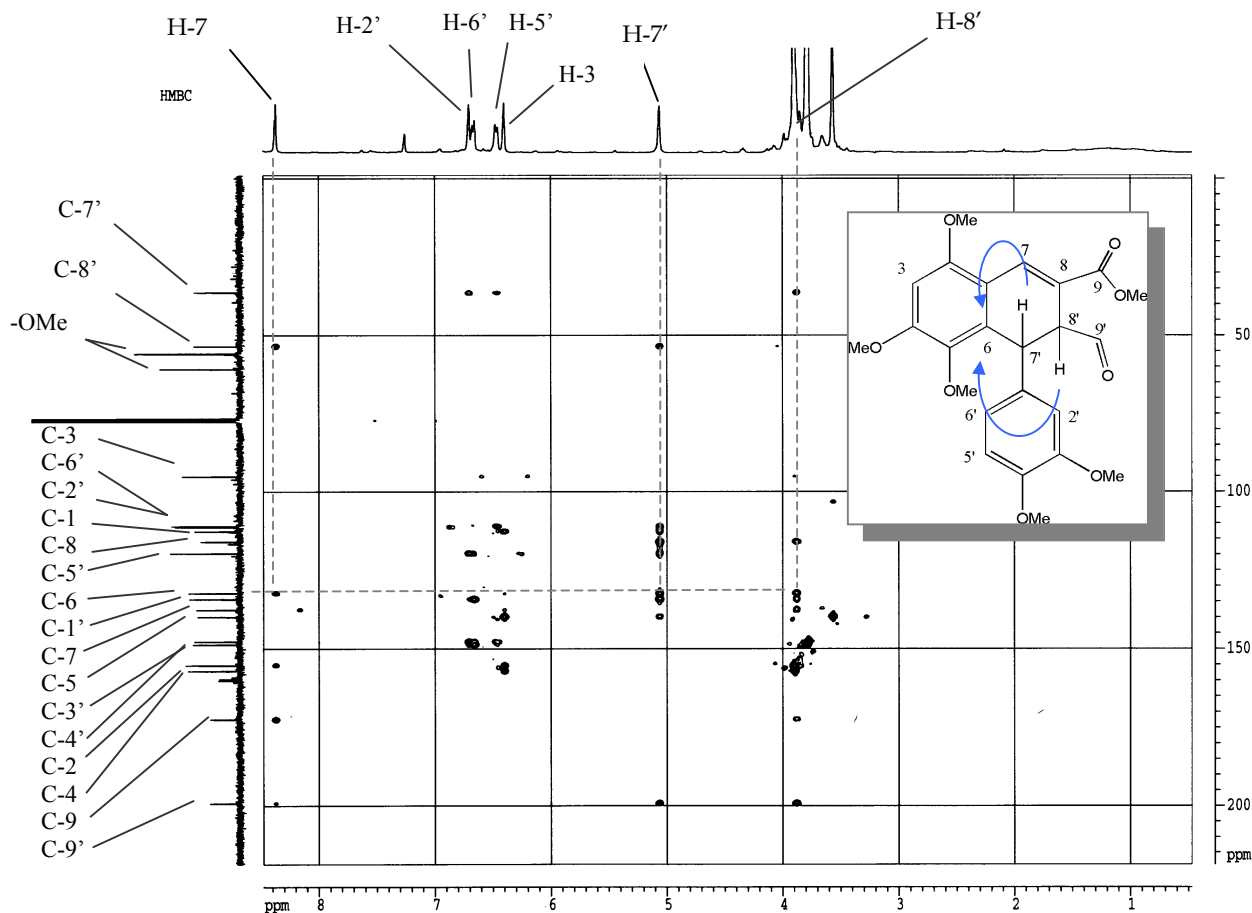 H-7
H-2’
H-6’
H-5’
H-3
H-7′
H-8′
HMBC
C-7’
C-8’
-OMe
C-3
C-6’
C-2’
C-1
C-8
C-5’
C-6
C-1’
C-7
C-5
C-3’
C-4’
C-2
C-4
C-9
C-9’
OMe
7
O
3
8
9
OMe
H
8'
9'
MeO
6
7'
O
OMe
H
6'
2'
5'
OMe
OMe
50
100
150
200
ppm
ppm
8
7
6
5
4
3
2
1